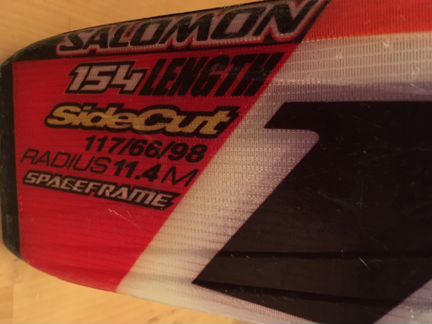 SALOMON
154 LENGTH
SideCut
117/66/98
RADIUS 11.4 M
SPACEFRAME